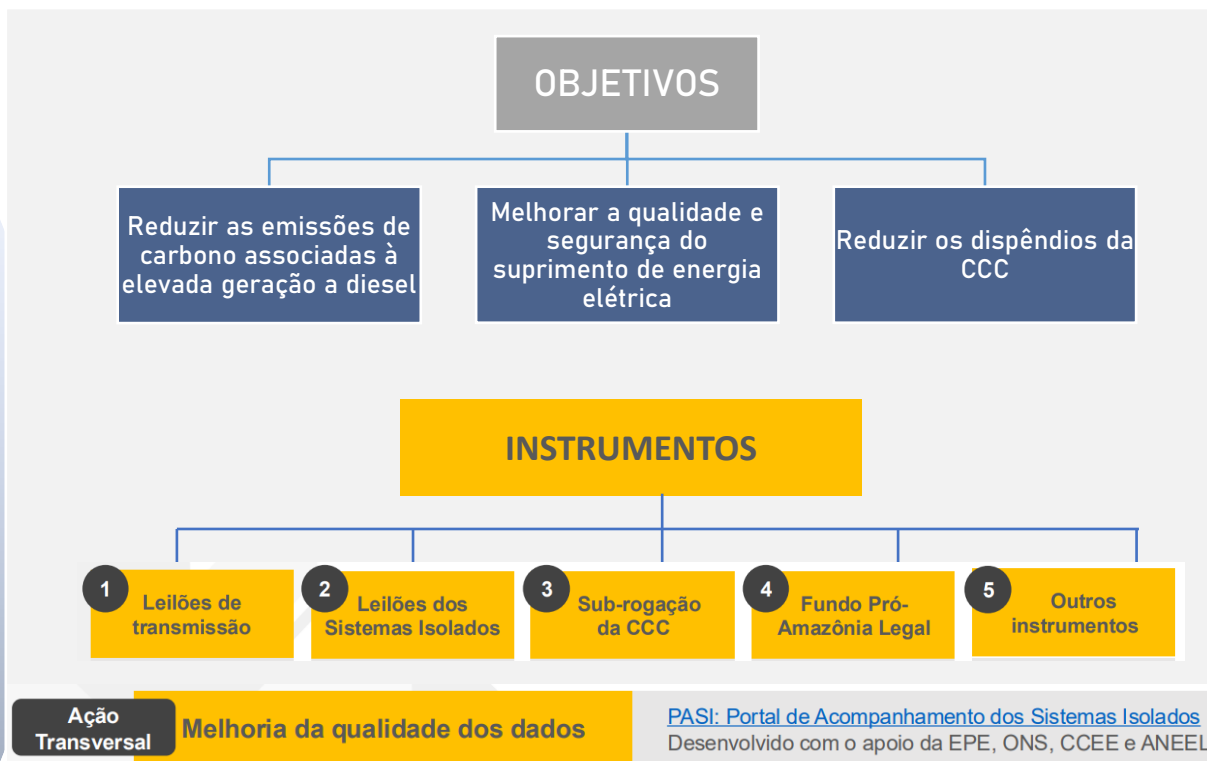 OBJETIVOS
Reduzir as emissões de
carbono associadas à
elevada geração a diesel
Melhorar a qualidade e
segurança do
suprimento de energia
elétrica
Reduzir os dispêndios da
CCC
INSTRUMENTOS
1
Leilões de
transmissão
2
Leilões dos
Sistemas Isolados
3
Sub-rogação
da CCC
4
Fundo Pró-
Amazônia Legal
5
Outros
instrumentos
Ação
Transversal
Melhoria da qualidade dos dados
PASI: Portal de Acompanhamento dos Sistemas Isolados
Desenvolvido com o apoio da EPE, ONS, CCEE e ANEEL